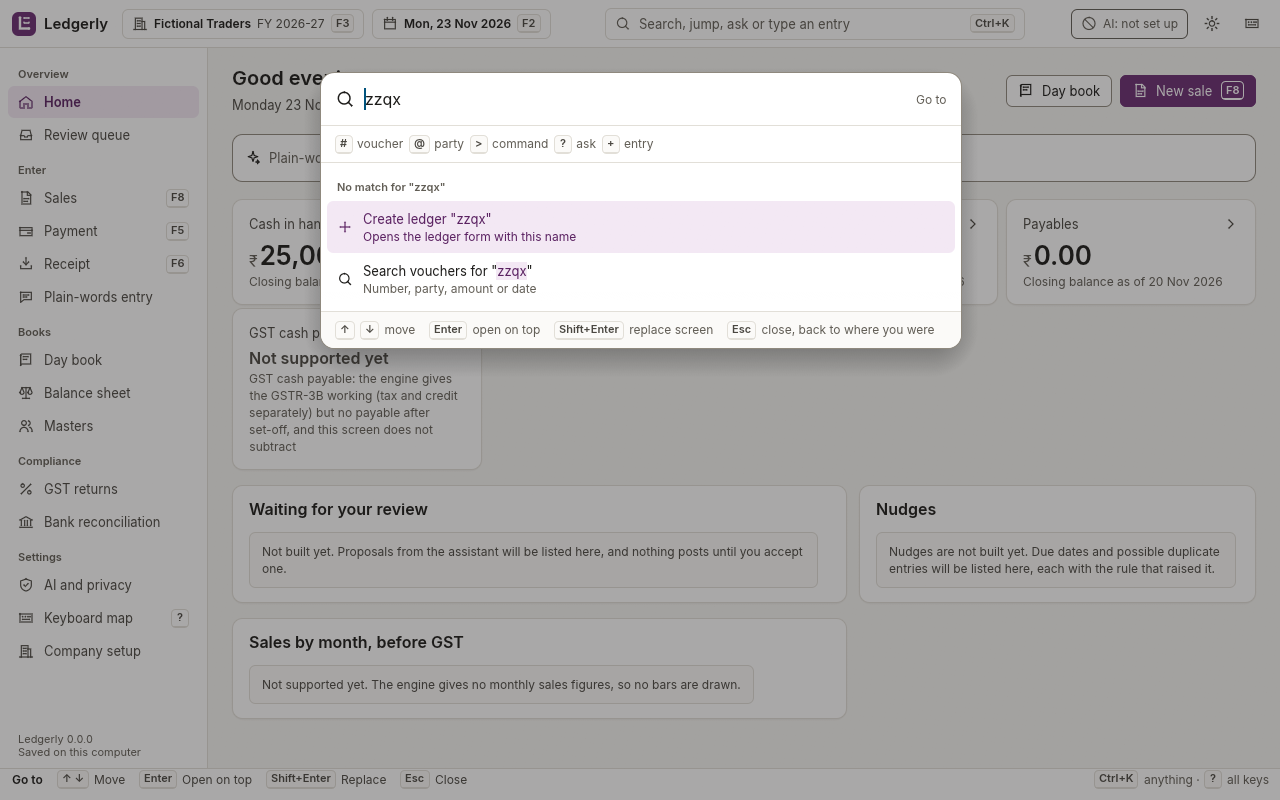 Ledgerly
Fictional Traders FY 2026-27 F3
Mon, 23 Nov 2026 F2
Search, jump, ask or type an entry Ctrl+K
AI: not set up
Overview
Home
Review queue
Enter
Sales F8
Payment F5
Receipt F6
Plain-words entry
Books
Day book
Balance sheet
Masters
Compliance
GST returns
Bank reconciliation
Settings
AI and privacy
Keyboard map ?
Company setup
Ledgerly 0.0.0
Saved on this computer
Good
Monday 23
Day book
New sale F8
zzqx
Go to
# voucher @ party > command ? ask + entry
No match for "zzqx"
Create ledger "zzqx"
Opens the ledger form with this name
Search vouchers for "zzqx"
Number, party, amount or date
↑ ↓ move Enter open on top Shift+Enter replace screen Esc close, back to where you were
Cash in
Closing
Payables
₹0.00
Closing balance as of 20 Nov 2026
GST cash
Not supported yet
GST cash payable: the engine gives
the GSTR-3B working (tax and credit
separately) but no payable after
set-off, and this screen does not
subtract
Waiting for your review
Not built yet. Proposals from the assistant will be listed here, and nothing posts until you accept
one.
Nudges
Nudges are not built yet. Due dates and possible duplicate
entries will be listed here, each with the rule that raised it.
Sales by month, before GST
Not supported yet. The engine gives no monthly sales figures, so no bars are drawn.
Go to ↑ ↓ Move Enter Open on top Shift+Enter Replace Esc Close
Ctrl+K anything · ? all keys